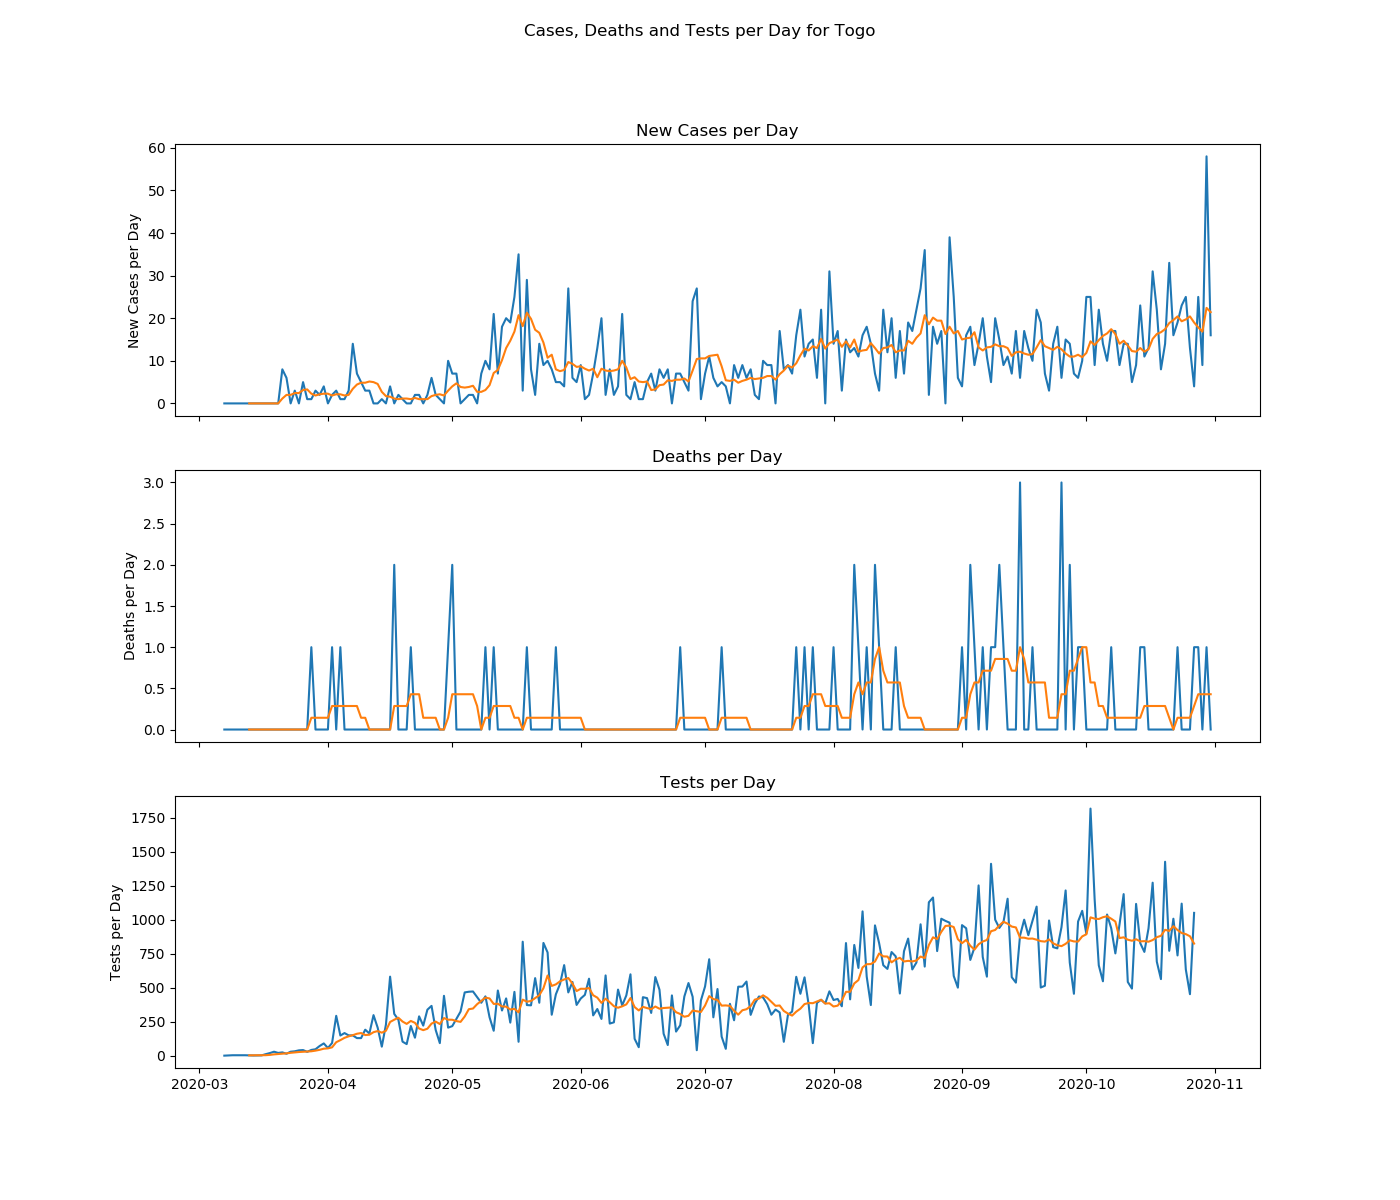 Cases, Deaths and Tests per Day for Togo
New Cases per Day
New Cases per Day
60
50
40
30
20
10
0
Deaths per Day
Deaths per Day
3.0
2.5
2.0
1.5
1.0
0.5
0.0
Tests per Day
Tests per Day
1750
1500
1250
1000
750
500
250
0
2020-03 2020-04 2020-05 2020-06 2020-07 2020-08 2020-09 2020-10 2020-11